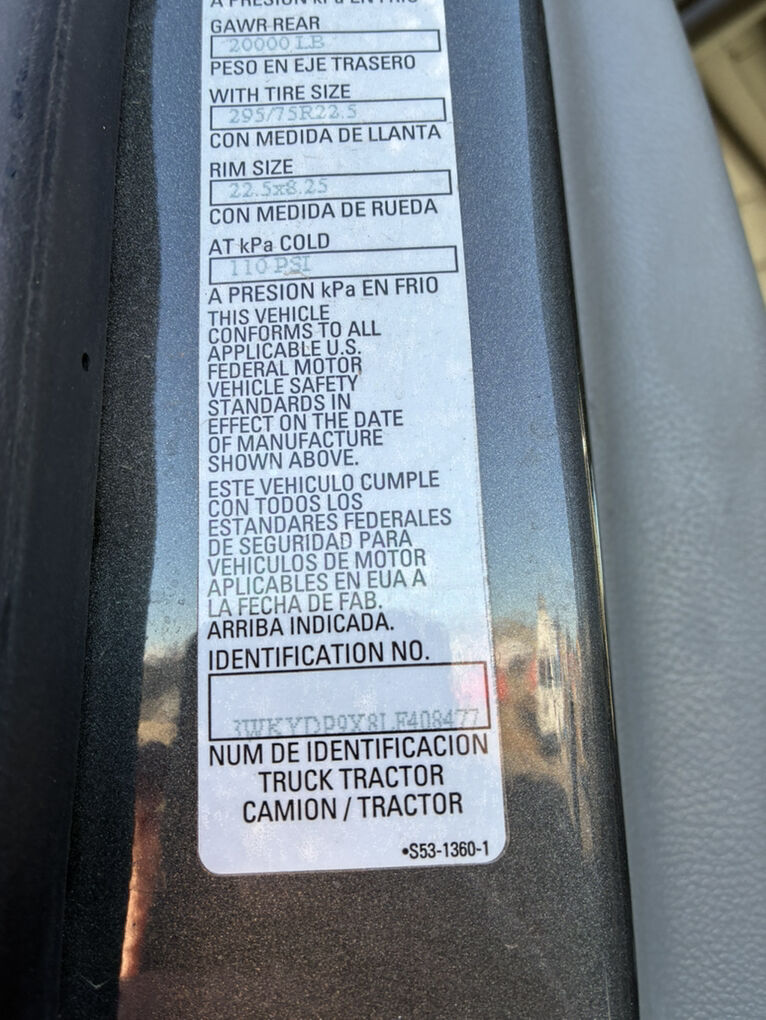 A PRESION kPa EN FRIO
GAWR REAR
20000 LB
PESO EN EJE TRASERO
WITH TIRE SIZE
295/75R22.5
CON MEDIDA DE LLANTA
RIM SIZE
22.5x8.25
CON MEDIDA DE RUEDA
AT kPa COLD
110 PSI
A PRESION kPa EN FRIO
THIS VEHICLE
CONFORMS TO ALL
APPLICABLE U.S.
FEDERAL MOTOR
VEHICLE SAFETY
STANDARDS IN
EFFECT ON THE DATE
OF MANUFACTURE
SHOWN ABOVE.
ESTE VEHICULO CUMPLE
CON TODOS LOS
ESTANDARES FEDERALES
DE SEGURIDAD PARA
VEHICULOS DE MOTOR
APLICABLES EN EUA A
LA FECHA DE FAB.
ARRIBA INDICADA.
IDENTIFICATION NO.
3WKYDP9X8LF408477
NUM DE IDENTIFICACION
TRUCK TRACTOR
CAMION / TRACTOR
•S53-1360-1